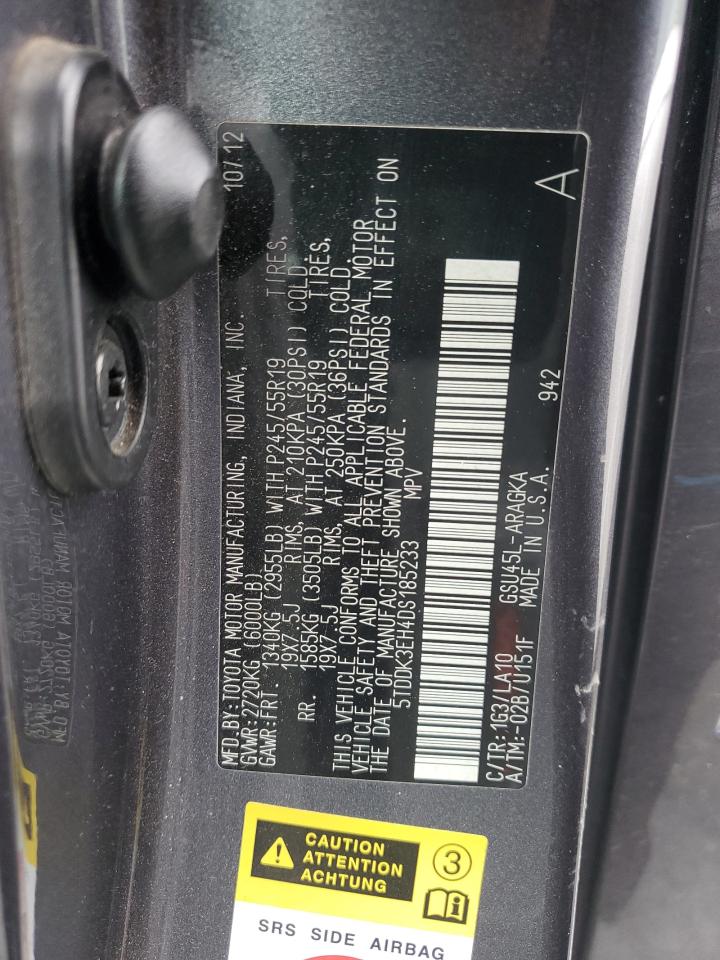 MFD.BY:TOYOTA MOTOR MANUFACTURING, INDIANA, INC. 10/12
GVWR:2720KG (6000LB)
GAWR:FRT 1340KG (2955LB) WITH P245/55R19 TIRES,
19X7.5J RIMS, AT 210KPA (30PSI) COLD
RR. 1585KG (3505LB) WITH P245/55R19 TIRES,
19X7.5J RIMS, AT 250KPA (36PSI) COLD.
THIS VEHICLE CONFORMS TO ALL APPLICABLE FEDERAL MOTOR
VEHICLE SAFETY AND THEFT PREVENTION STANDARDS IN EFFECT ON
THE DATE OF MANUFACTURE SHOWN ABOVE.
5TDDK3EH4DS185233 MPV
C/TR:1G3/LA10 GSU45L-ARAGKA
A/TM:-02B/U151F MADE IN U.S.A. 942
A
CAUTION
ATTENTION
ACHTUNG
3
SRS SIDE AIRBAG